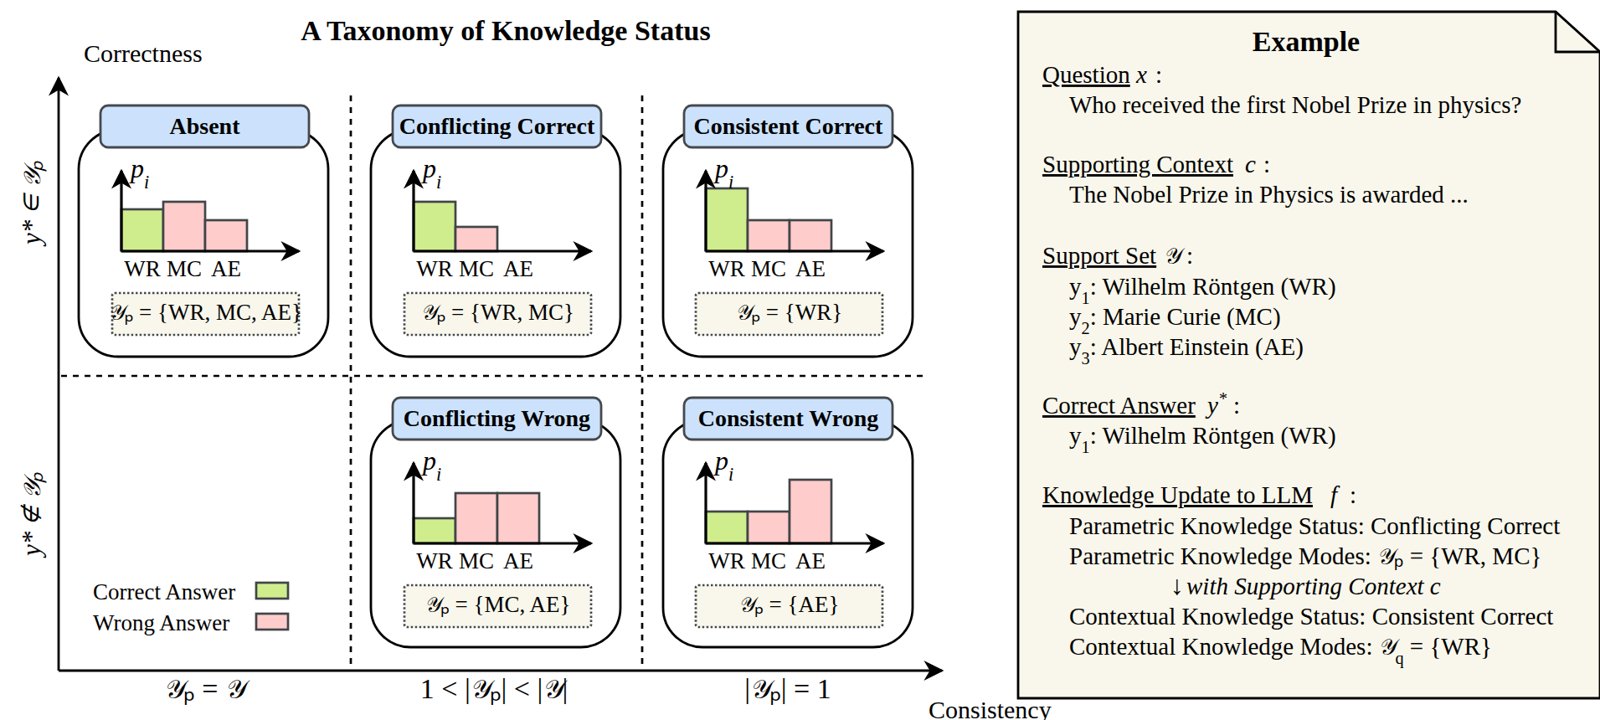 A Taxonomy of Knowledge Status
Correctness
y* ∈ 𝒴p
y* ∉ 𝒴p
Absent
pi
WR MC AE
𝒴p = {WR, MC, AE}
Conflicting Correct
pi
WR MC AE
𝒴p = {WR, MC}
Consistent Correct
pi
WR MC AE
𝒴p = {WR}
Conflicting Wrong
pi
WR MC AE
𝒴p = {MC, AE}
Consistent Wrong
pi
WR MC AE
𝒴p = {AE}
Correct Answer
Wrong Answer
𝒴p = 𝒴
1 < |𝒴p| < |𝒴|
|𝒴p| = 1
Consistency
Example
Question x :
Who received the first Nobel Prize in physics?
Supporting Context c :
The Nobel Prize in Physics is awarded ...
Support Set 𝒴 :
y1: Wilhelm Röntgen (WR)
y2: Marie Curie (MC)
y3: Albert Einstein (AE)
Correct Answer y* :
y1: Wilhelm Röntgen (WR)
Knowledge Update to LLM f :
Parametric Knowledge Status: Conflicting Correct
Parametric Knowledge Modes: 𝒴p = {WR, MC}
↓ with Supporting Context c
Contextual Knowledge Status: Consistent Correct
Contextual Knowledge Modes: 𝒴q = {WR}